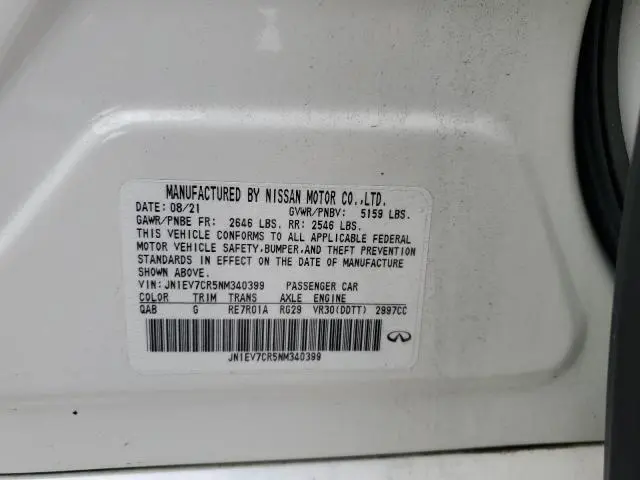 MANUFACTURED BY NISSAN MOTOR CO.,LTD.
DATE: 08/21 GVWR/PNBV: 5159 LBS.
GAWR/PNBE FR: 2646 LBS. RR: 2546 LBS.
THIS VEHICLE CONFORMS TO ALL APPLICABLE FEDERAL
MOTOR VEHICLE SAFETY,BUMPER,AND THEFT PREVENTION
STANDARDS IN EFFECT ON THE DATE OF MANUFACTURE
SHOWN ABOVE.
VIN: JN1EV7CR5NM340399 PASSENGER CAR
COLOR TRIM TRANS AXLE ENGINE
QAB G RE7R01A RG29 VR30(DDTT) 2997CC
JN1EV7CR5NM340399